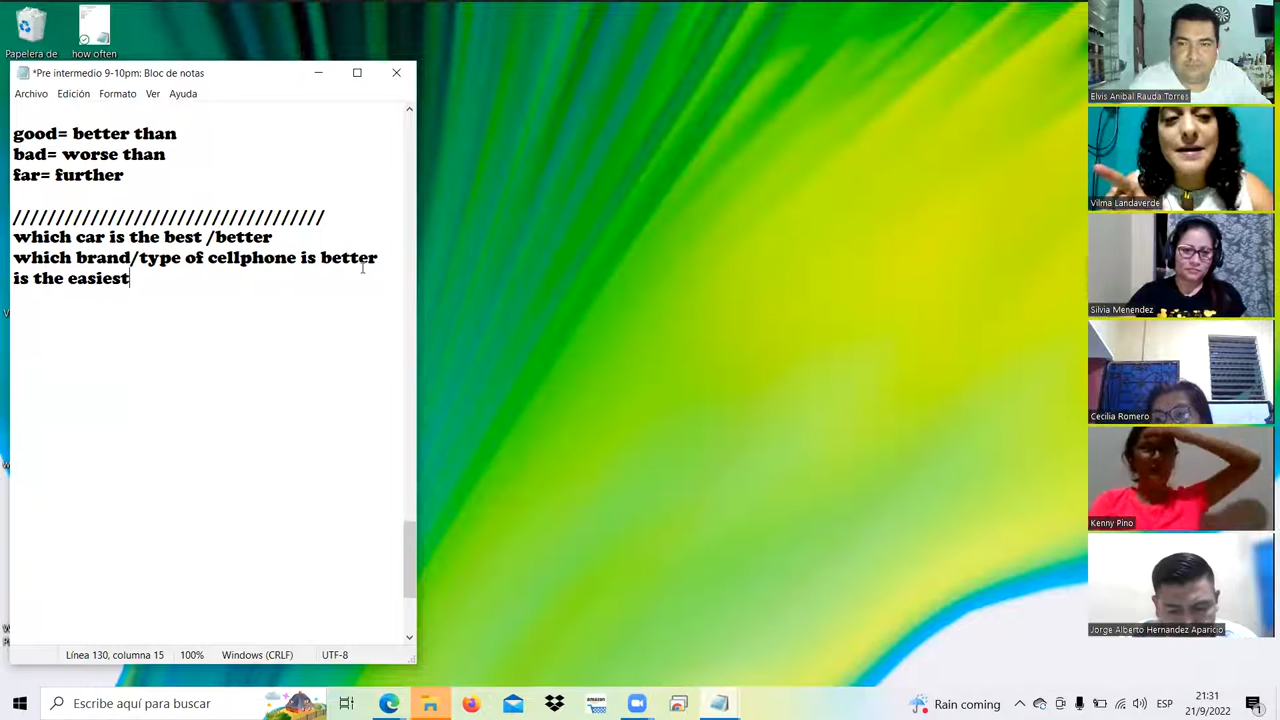 Papelera de
how often
*Pre intermedio 9-10pm: Bloc de notas
Archivo Edición Formato Ver Ayuda
good= better than
bad= worse than
far= further
/////////////////////////////////////
which car is the best /better
which brand/type of cellphone is better
is the easiest
Línea 130, columna 15 100% Windows (CRLF) UTF-8
Elvis Anibal Rauda Torres
Vilma Landaverde
Silvia Menendez
Cecilia Romero
Kenny Pino
Jorge Alberto Hernandez Aparicio
Escribe aquí para buscar
amazon
Rain coming
ESP
21:31
21/9/2022
1